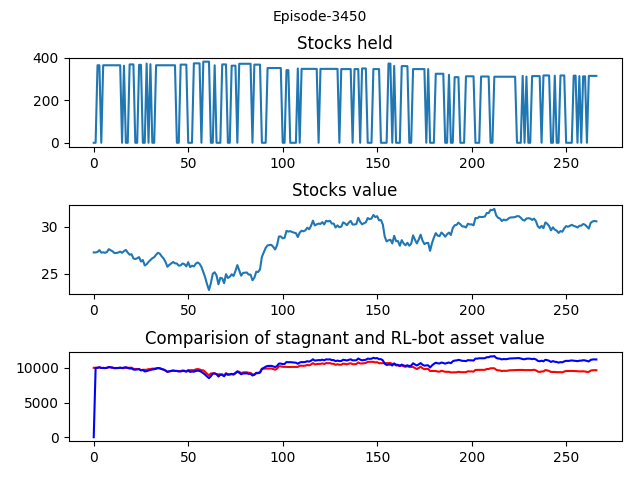 Episode-3450
Stocks held
400
200
0
0 50 100 150 200 250
Stocks value
30
25
0 50 100 150 200 250
Comparision of stagnant and RL-bot asset value
10000
5000
0
0 50 100 150 200 250